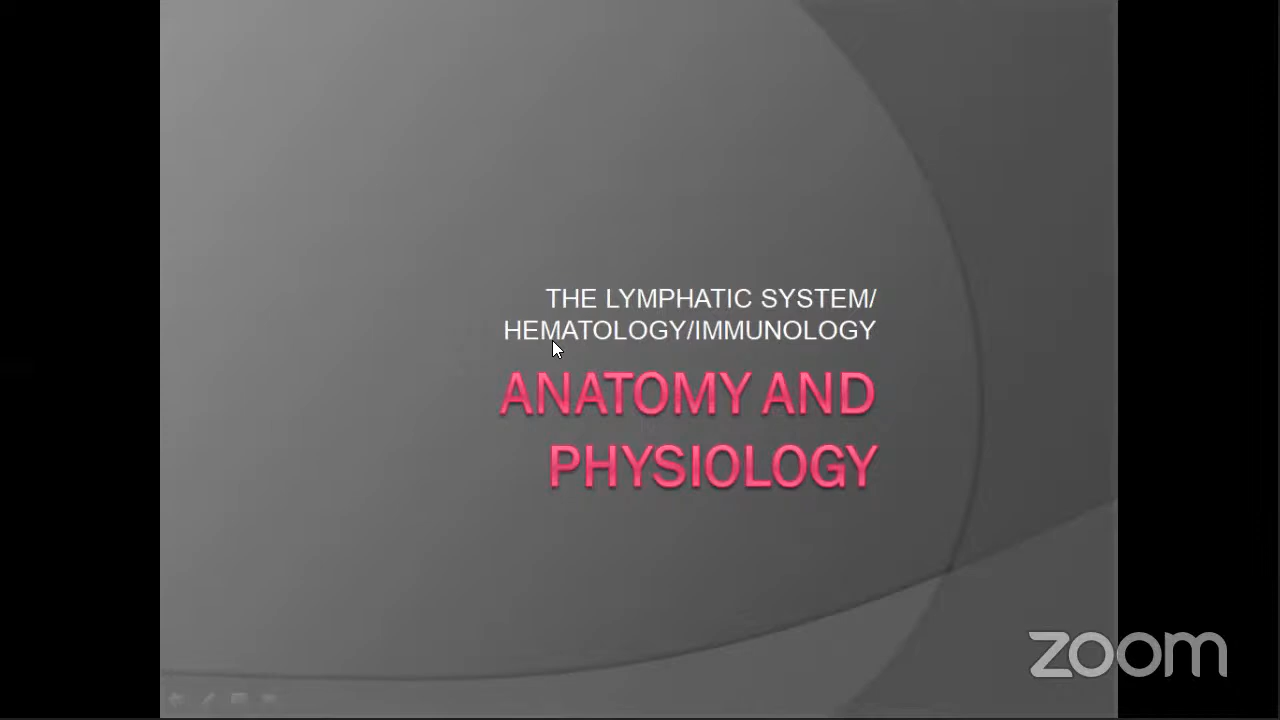 THE LYMPHATIC SYSTEM/
HEMATOLOGY/IMMUNOLOGY
ANATOMY AND
PHYSIOLOGY
zoom